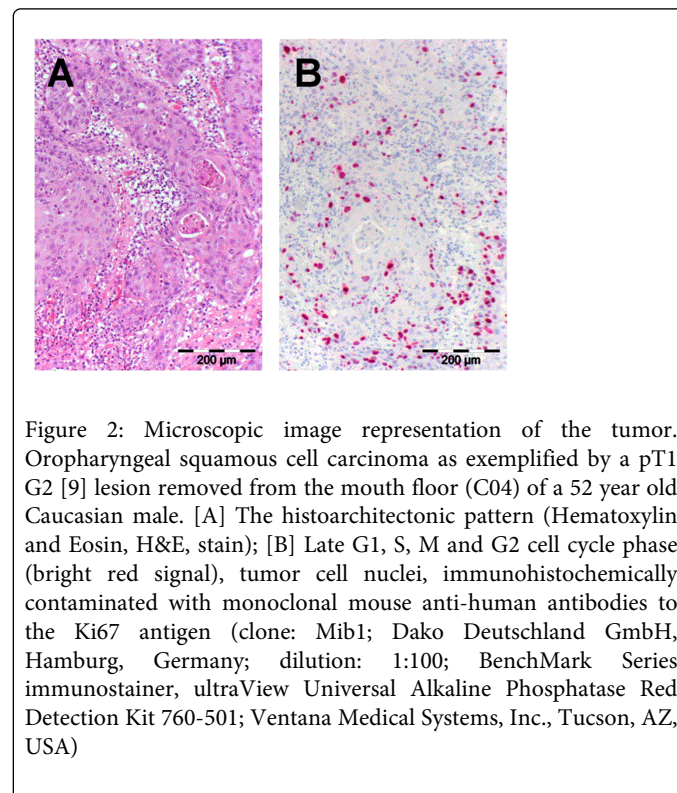 A
B
200 µm
200 µm
Figure 2: Microscopic image representation of the tumor.
Oropharyngeal squamous cell carcinoma as exemplified by a pT1
G2 [9] lesion removed from the mouth floor (C04) of a 52 year old
Caucasian male. [A] The histoarchitectonic pattern (Hematoxylin
and Eosin, H&E, stain); [B] Late G1, S, M and G2 cell cycle phase
(bright red signal), tumor cell nuclei, immunohistochemically
contaminated with monoclonal mouse anti-human antibodies to
the Ki67 antigen (clone: Mib1; Dako Deutschland GmbH,
Hamburg, Germany; dilution: 1:100; BenchMark Series
immunostainer, ultraView Universal Alkaline Phosphatase Red
Detection Kit 760-501; Ventana Medical Systems, Inc., Tucson, AZ,
USA)